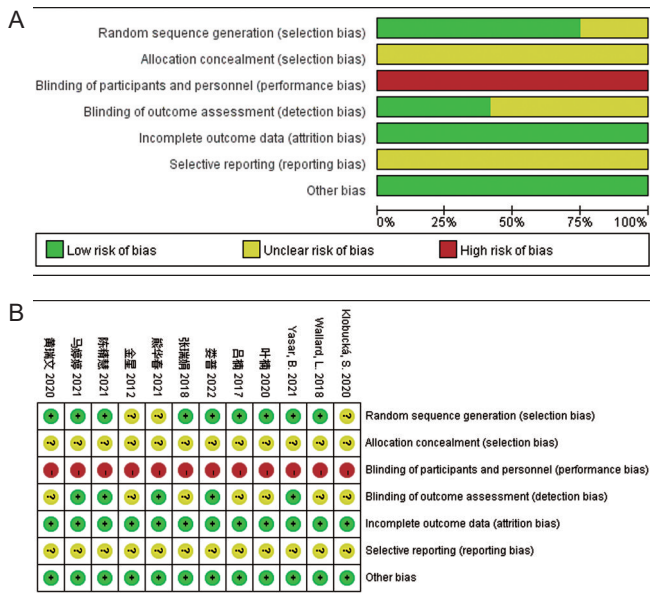 A
Random sequence generation (selection bias)
Allocation concealment (selection bias)
Blinding of participants and personnel (performance bias)
Blinding of outcome assessment (detection bias)
Incomplete outcome data (attrition bias)
Selective reporting (reporting bias)
Other bias
0% 25% 50% 75% 100%
Low risk of bias Unclear risk of bias High risk of bias
B
黄瑞文 2020
马婷婷 2021
陈楠慧 2021
金星 2012
熊华春 2021
张瑞娟 2018
娄普 2022
吕楠 2017
叶楠 2020
Yasar, B. 2021
Wallard, L. 2018
Klobucká, S. 2020
+ + + ? ? + + + + + + ? Random sequence generation (selection bias)
? ? ? ? ? ? ? ? ? ? ? ? Allocation concealment (selection bias)
- - - - - - - - - - - - Blinding of participants and personnel (performance bias)
? + + ? + ? + ? ? + ? ? Blinding of outcome assessment (detection bias)
+ + + + + + + + + + + + Incomplete outcome data (attrition bias)
? ? ? ? ? ? ? ? ? ? ? ? Selective reporting (reporting bias)
+ + + + + + + + + + + + Other bias